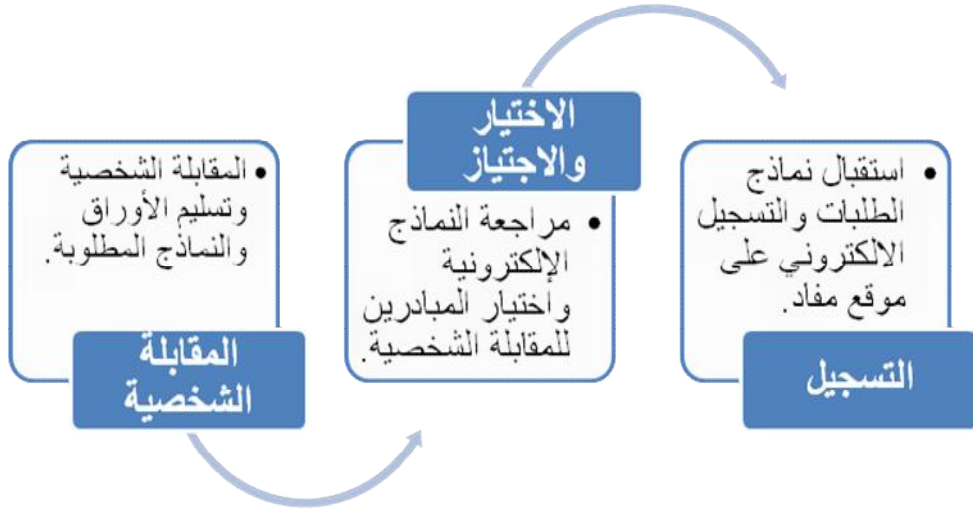 استقبال نماذج
الطلبات والتسجيل
الالكتروني على
موقع مفاد.
التسجيل
الاختيار
والاجتياز
مراجعة النماذج
الإلكترونية
واختيار المبادرين
للمقابلة الشخصية.
المقابلة الشخصية
وتسليم الأوراق
والنماذج المطلوبة.
المقابلة
الشخصية